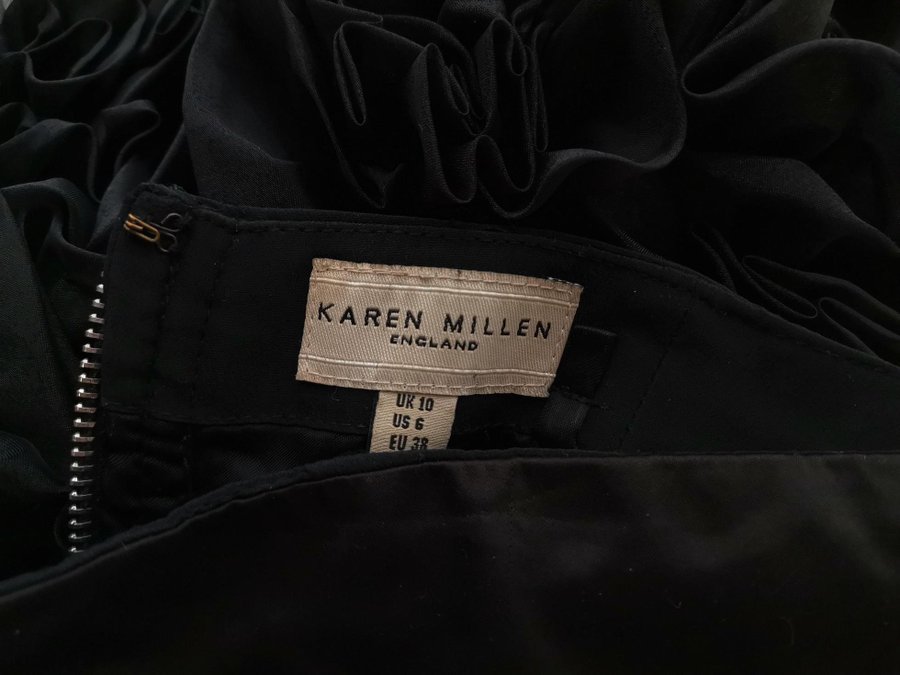 KAREN MILLEN
ENGLAND
UK 10
US 6
EU 38